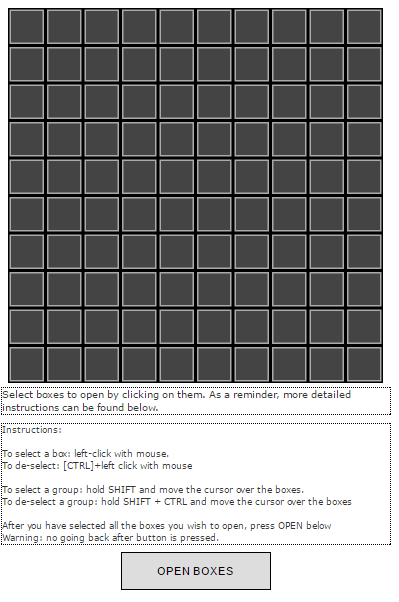 Select boxes to open by clicking on them. As a reminder, more detailed
instructions can be found below.
Instructions:
To select a box: left-click with mouse.
To de-select: [CTRL]+left click with mouse
To select a group: hold SHIFT and move the cursor over the boxes.
To de-select a group: hold SHIFT + CTRL and move the cursor over the boxes
After you have selected all the boxes you wish to open, press OPEN below
Warning: no going back after button is pressed.
OPEN BOXES